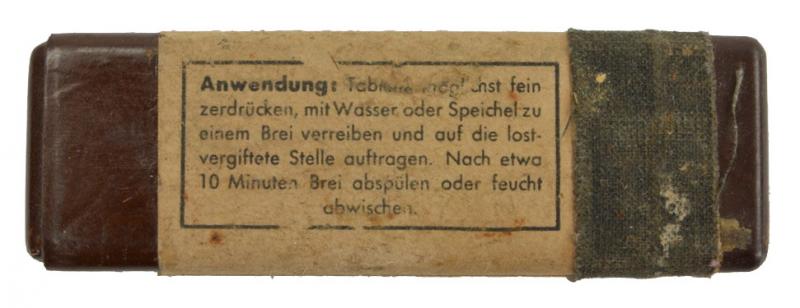 Anwendung: Tablette möglichst fein
zerdrücken, mit Wasser oder Speichel zu
einem Brei verreiben und auf die lost-
vergiftete Stelle auftragen. Nach etwa
10 Minuten Brei abspülen oder feucht
abwischen.